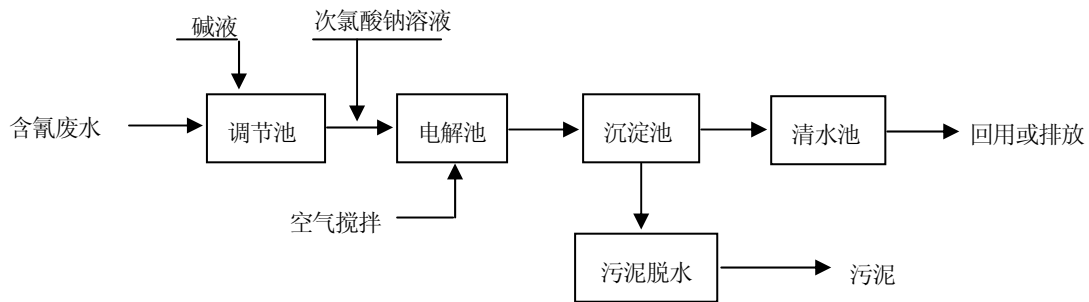 碱液
次氯酸钠溶液
含氰废水
调节池
电解池
沉淀池
清水池
回用或排放
空气搅拌
污泥脱水
污泥